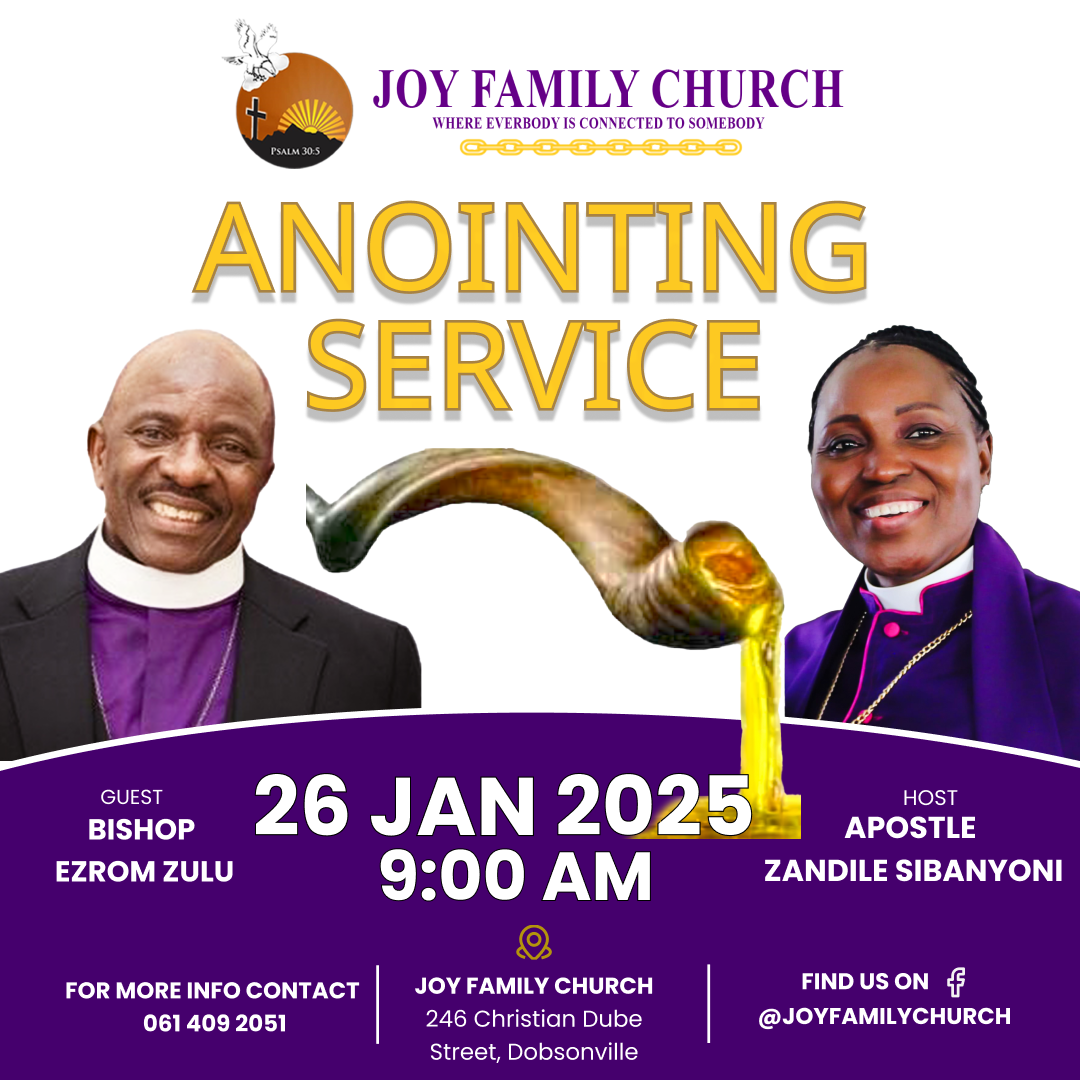 JOY FAMILY CHURCH
WHERE EVERBODY IS CONNECTED TO SOMEBODY
PSALM 30:5
ANOINTING
SERVICE
GUEST
BISHOP
EZROM ZULU
26 JAN 2025
9:00 AM
HOST
APOSTLE
ZANDILE SIBANYONI
FOR MORE INFO CONTACT
061 409 2051
JOY FAMILY CHURCH
246 Christian Dube
Street, Dobsonville
FIND US ON
@JOYFAMILYCHURCH